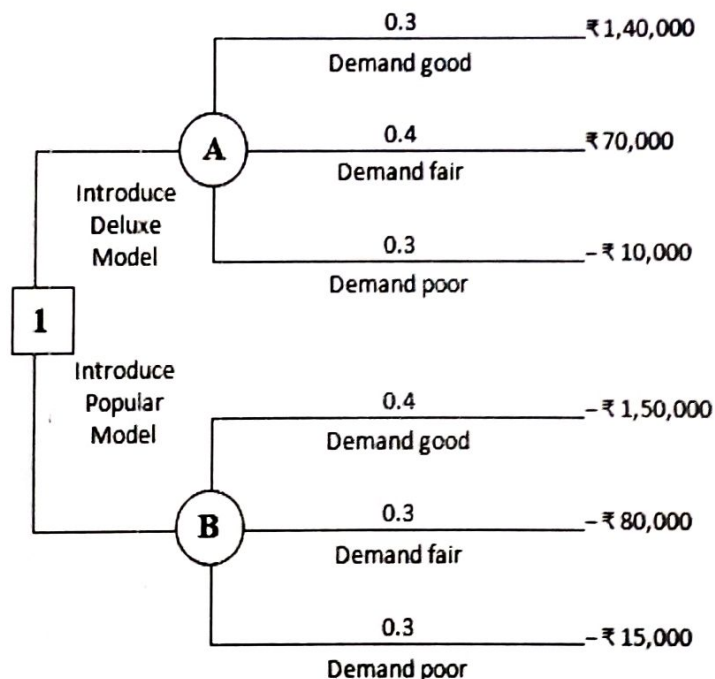 0.3
₹ 1,40,000
Demand good
A
0.4
₹ 70,000
Demand fair
Introduce
Deluxe
Model
0.3
– ₹ 10,000
Demand poor
1
Introduce
Popular
Model
0.4
– ₹ 1,50,000
Demand good
B
0.3
– ₹ 80,000
Demand fair
0.3
– ₹ 15,000
Demand poor